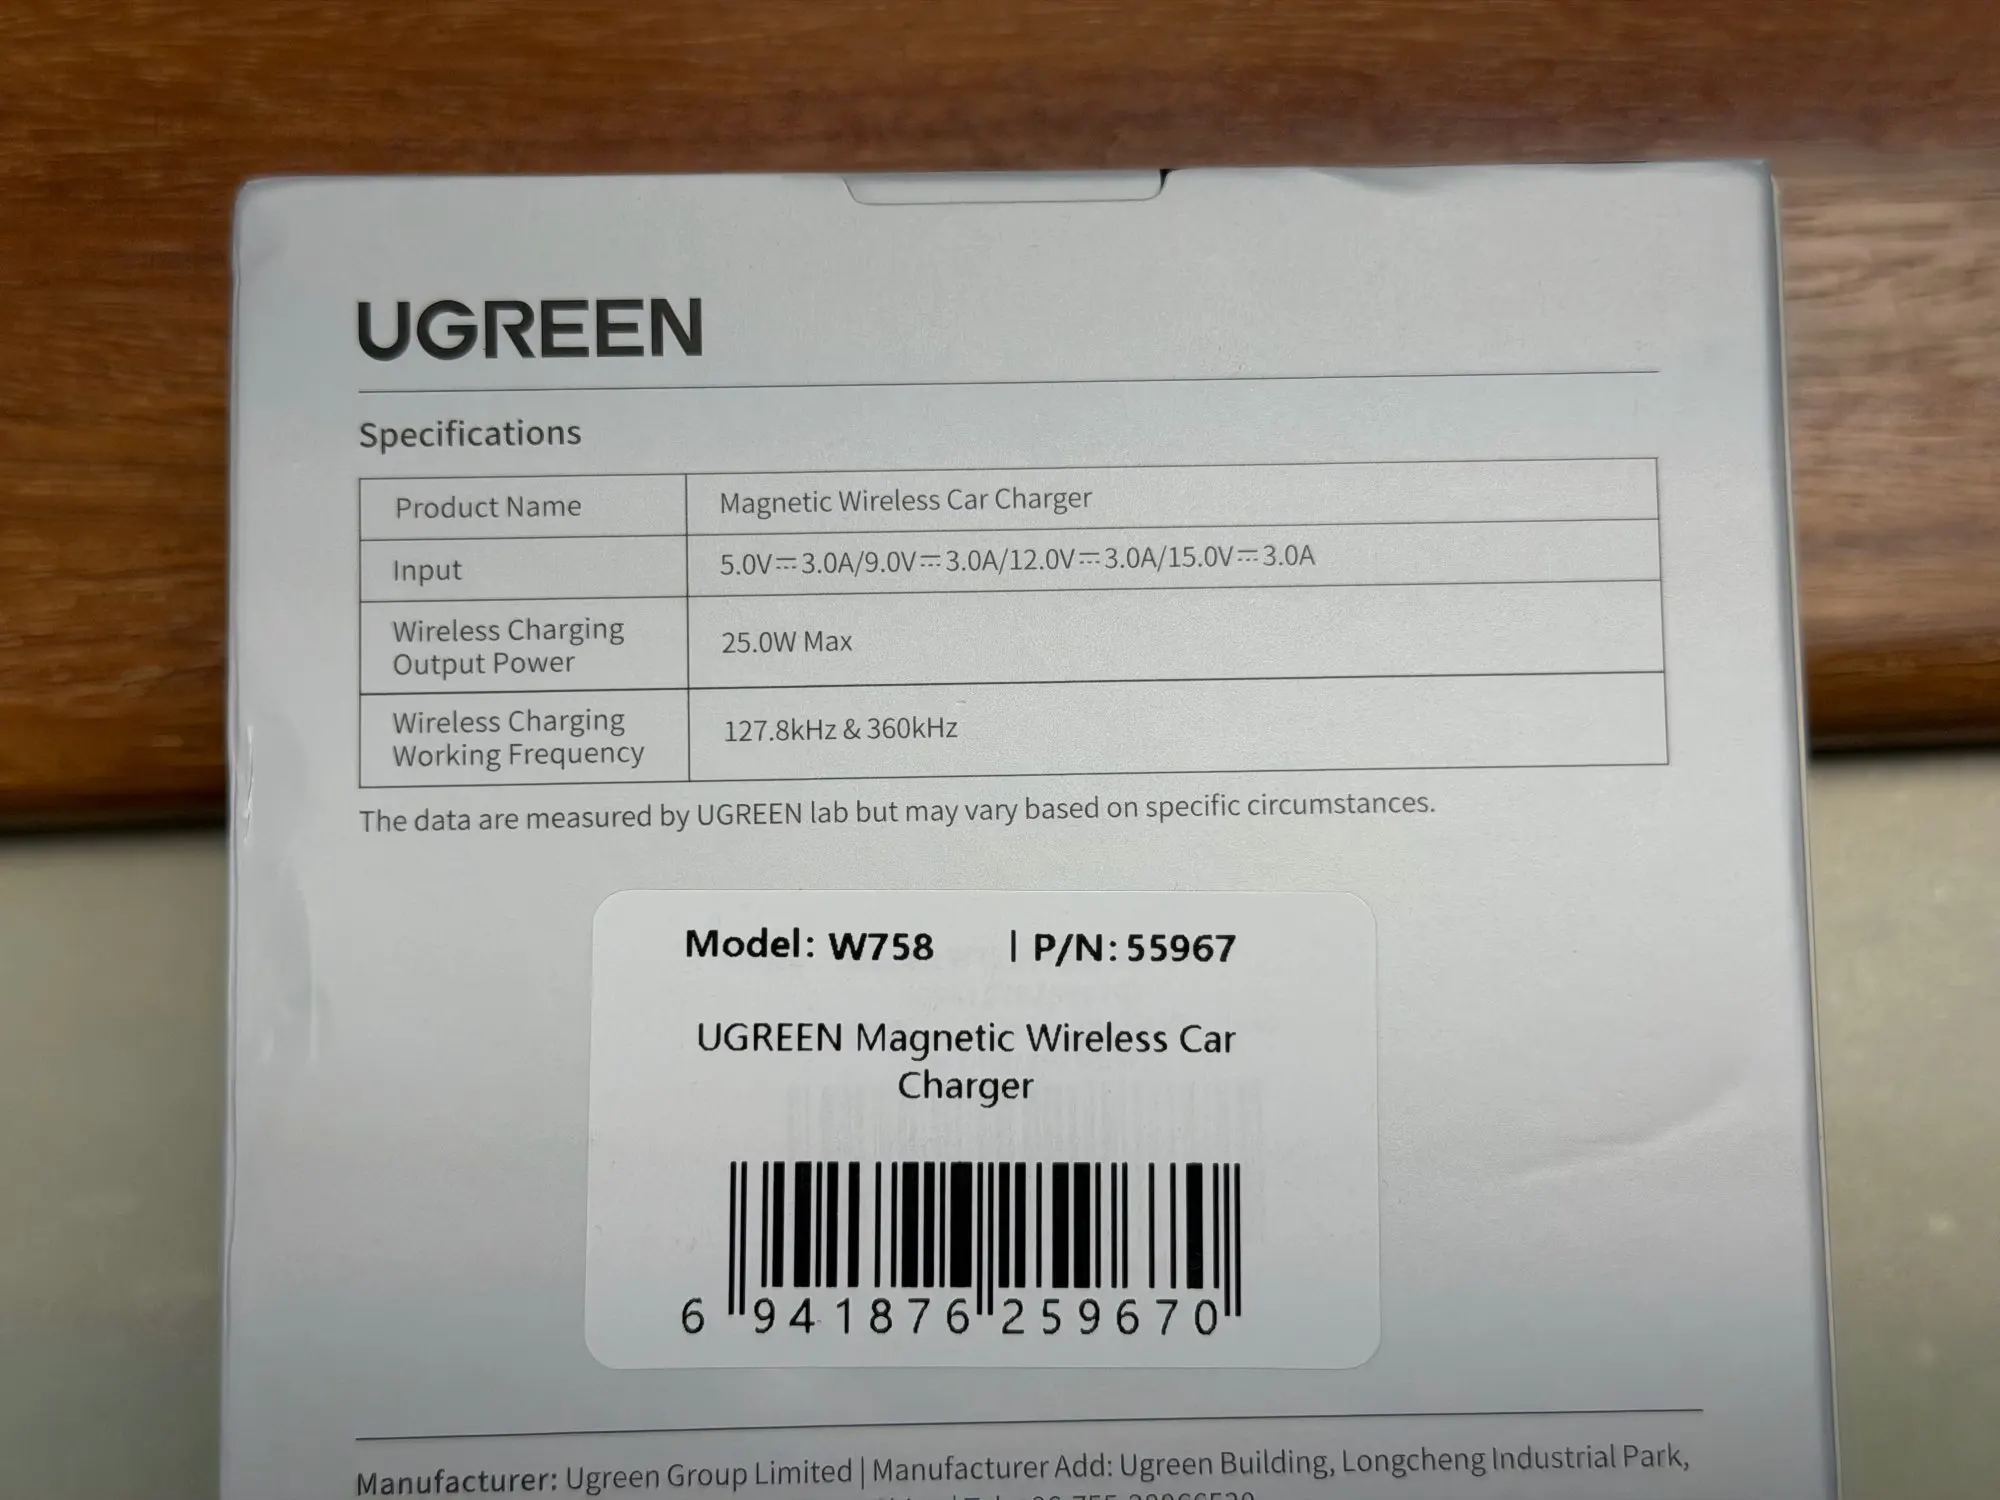 UGREEN
Specifications
Product Name
Magnetic Wireless Car Charger
Input
5.0V⎓3.0A/9.0V⎓3.0A/12.0V⎓3.0A/15.0V⎓3.0A
Wireless Charging
Output Power
25.0W Max
Wireless Charging
Working Frequency
127.8kHz & 360kHz
The data are measured by UGREEN lab but may vary based on specific circumstances.
Model: W758 | P/N: 55967
UGREEN Magnetic Wireless Car
Charger
6 941876 259670
Manufacturer: Ugreen Group Limited | Manufacturer Add: Ugreen Building, Longcheng Industrial Park,